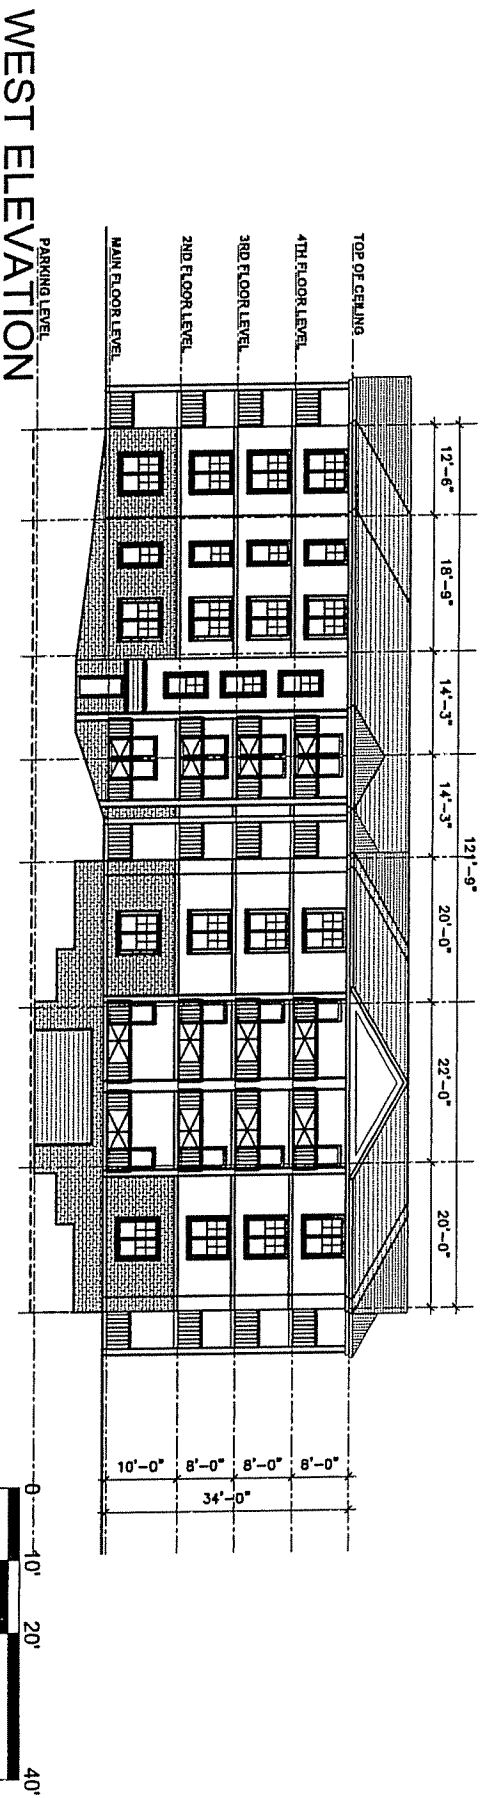 121'-9"
12'-6" 18'-9" 14'-3" 14'-3" 20'-0" 22'-0" 20'-0"
TOP OF CEILING
4TH FLOOR LEVEL
3RD FLOOR LEVEL
2ND FLOOR LEVEL
MAIN FLOOR LEVEL
PARKING LEVEL
8'-0"
8'-0"
8'-0"
10'-0"
34'-0"
WEST ELEVATION
0 10' 20' 40'